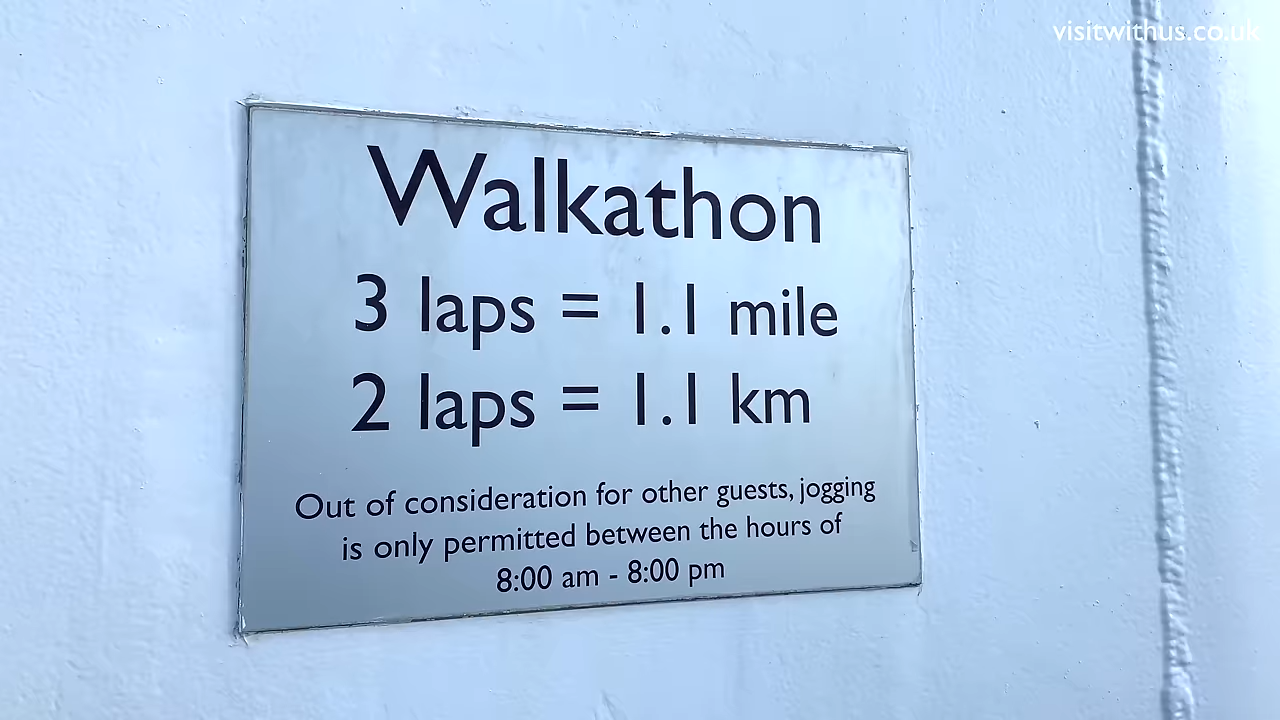 visitwithus.co.uk
Walkathon
3 laps = 1.1 mile
2 laps = 1.1 km
Out of consideration for other guests, jogging
is only permitted between the hours of
8:00 am - 8:00 pm